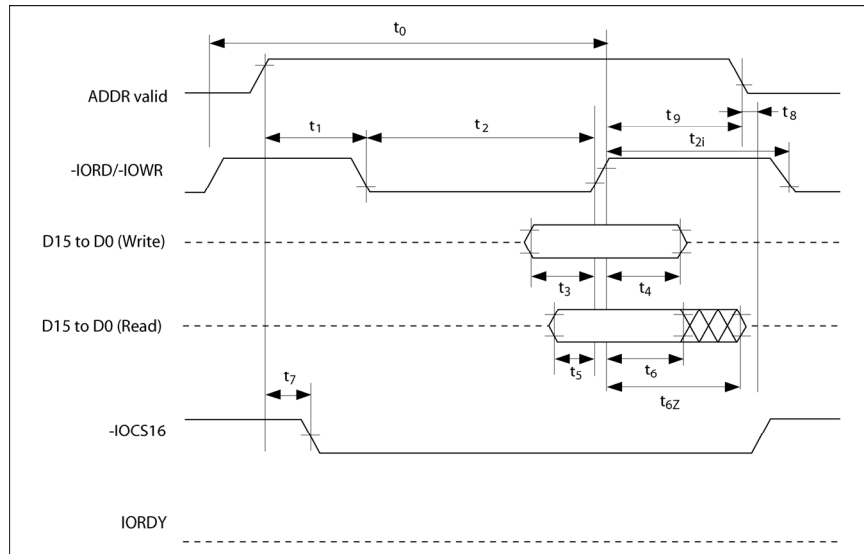 t0
ADDR valid
t9
t8
t1
t2
t2i
-IORD/-IOWR
D15 to D0 (Write)
t3
t4
D15 to D0 (Read)
t5
t6
t6Z
t7
-IOCS16
IORDY